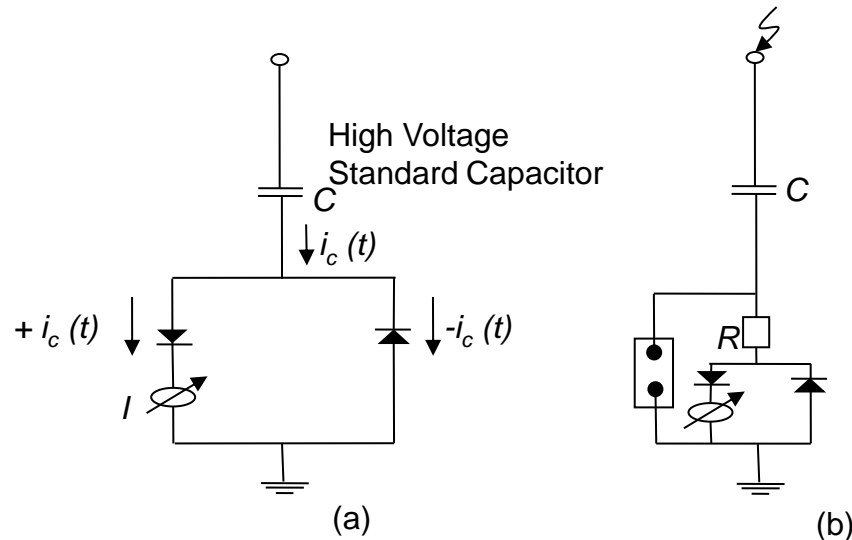 High Voltage
Standard Capacitor
C
i_c (t)
+ i_c (t)
-i_c (t)
I
(a)
C
R
(b)